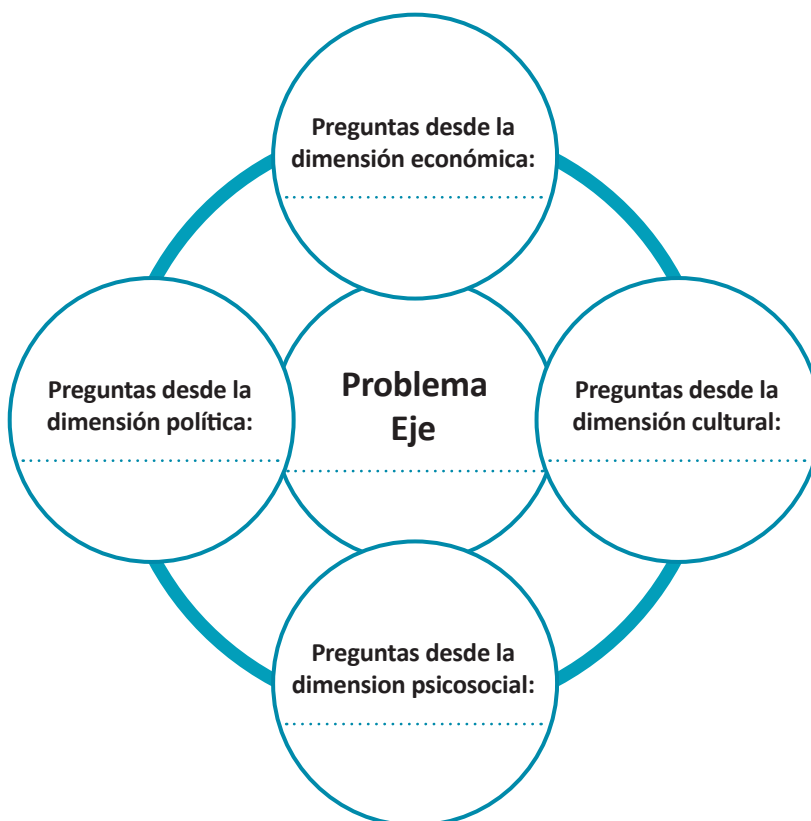 Preguntas desde la
dimensión económica:
Preguntas desde la
dimensión política:
Problema
Eje
Preguntas desde la
dimensión cultural:
Preguntas desde la
dimension psicosocial: